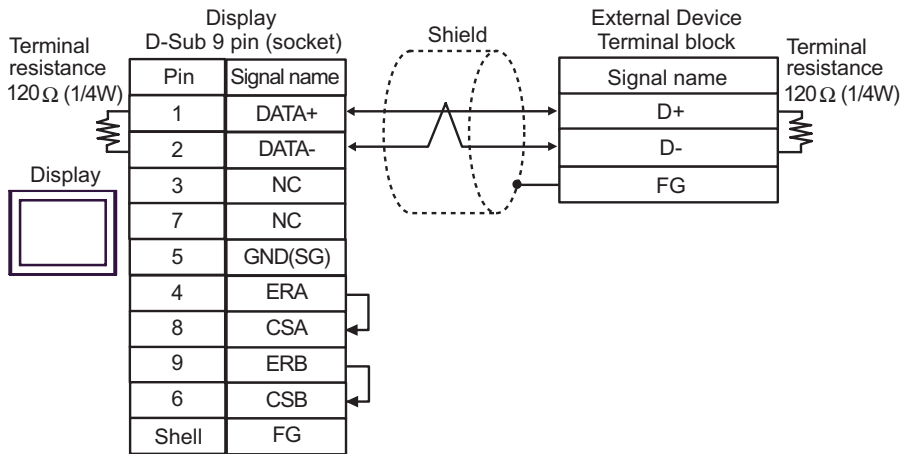 Display
D-Sub 9 pin (socket)
Shield
External Device
Terminal block
Terminal
resistance
120Ω (1/4W)
Terminal
resistance
120Ω (1/4W)
Pin Signal name
Signal name
1 DATA+
D+
2 DATA-
D-
Display
3 NC
FG
7 NC
5 GND(SG)
4 ERA
8 CSA
9 ERB
6 CSB
Shell FG